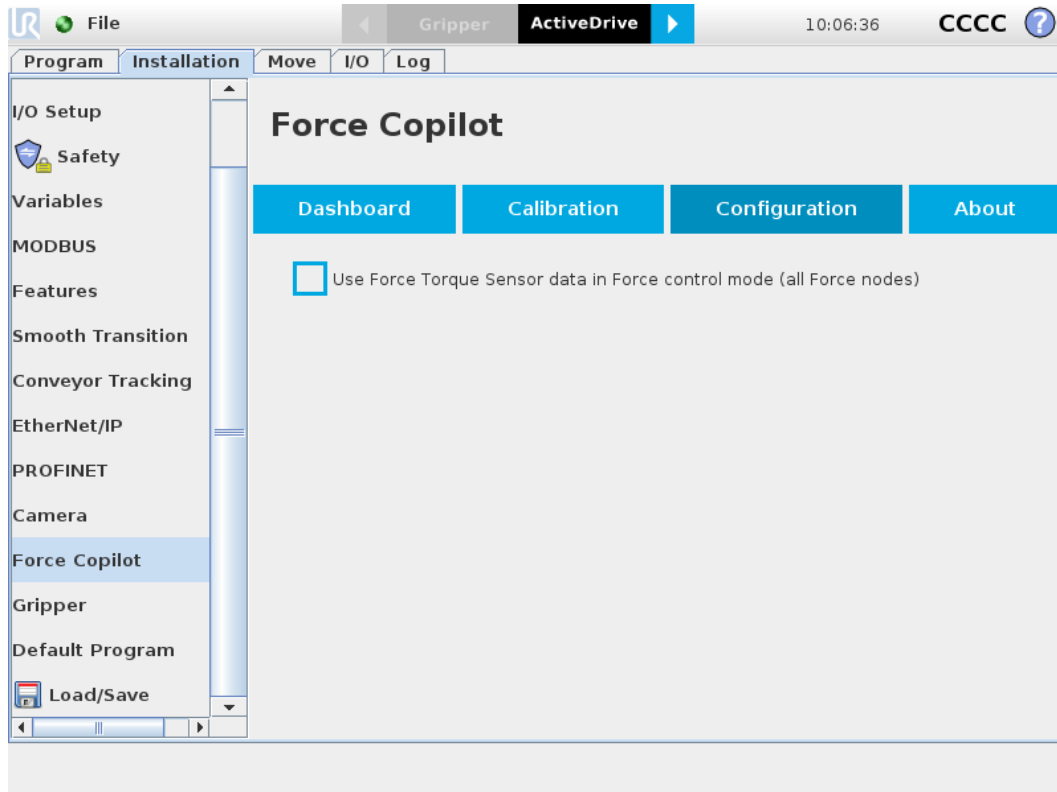 UR File Gripper ActiveDrive 10:06:36 CCCC ?
Program Installation Move I/O Log
I/O Setup
Safety
Variables
MODBUS
Features
Smooth Transition
Conveyor Tracking
EtherNet/IP
PROFINET
Camera
Force Copilot
Gripper
Default Program
Load/Save
Force Copilot
Dashboard Calibration Configuration About
Use Force Torque Sensor data in Force control mode (all Force nodes)